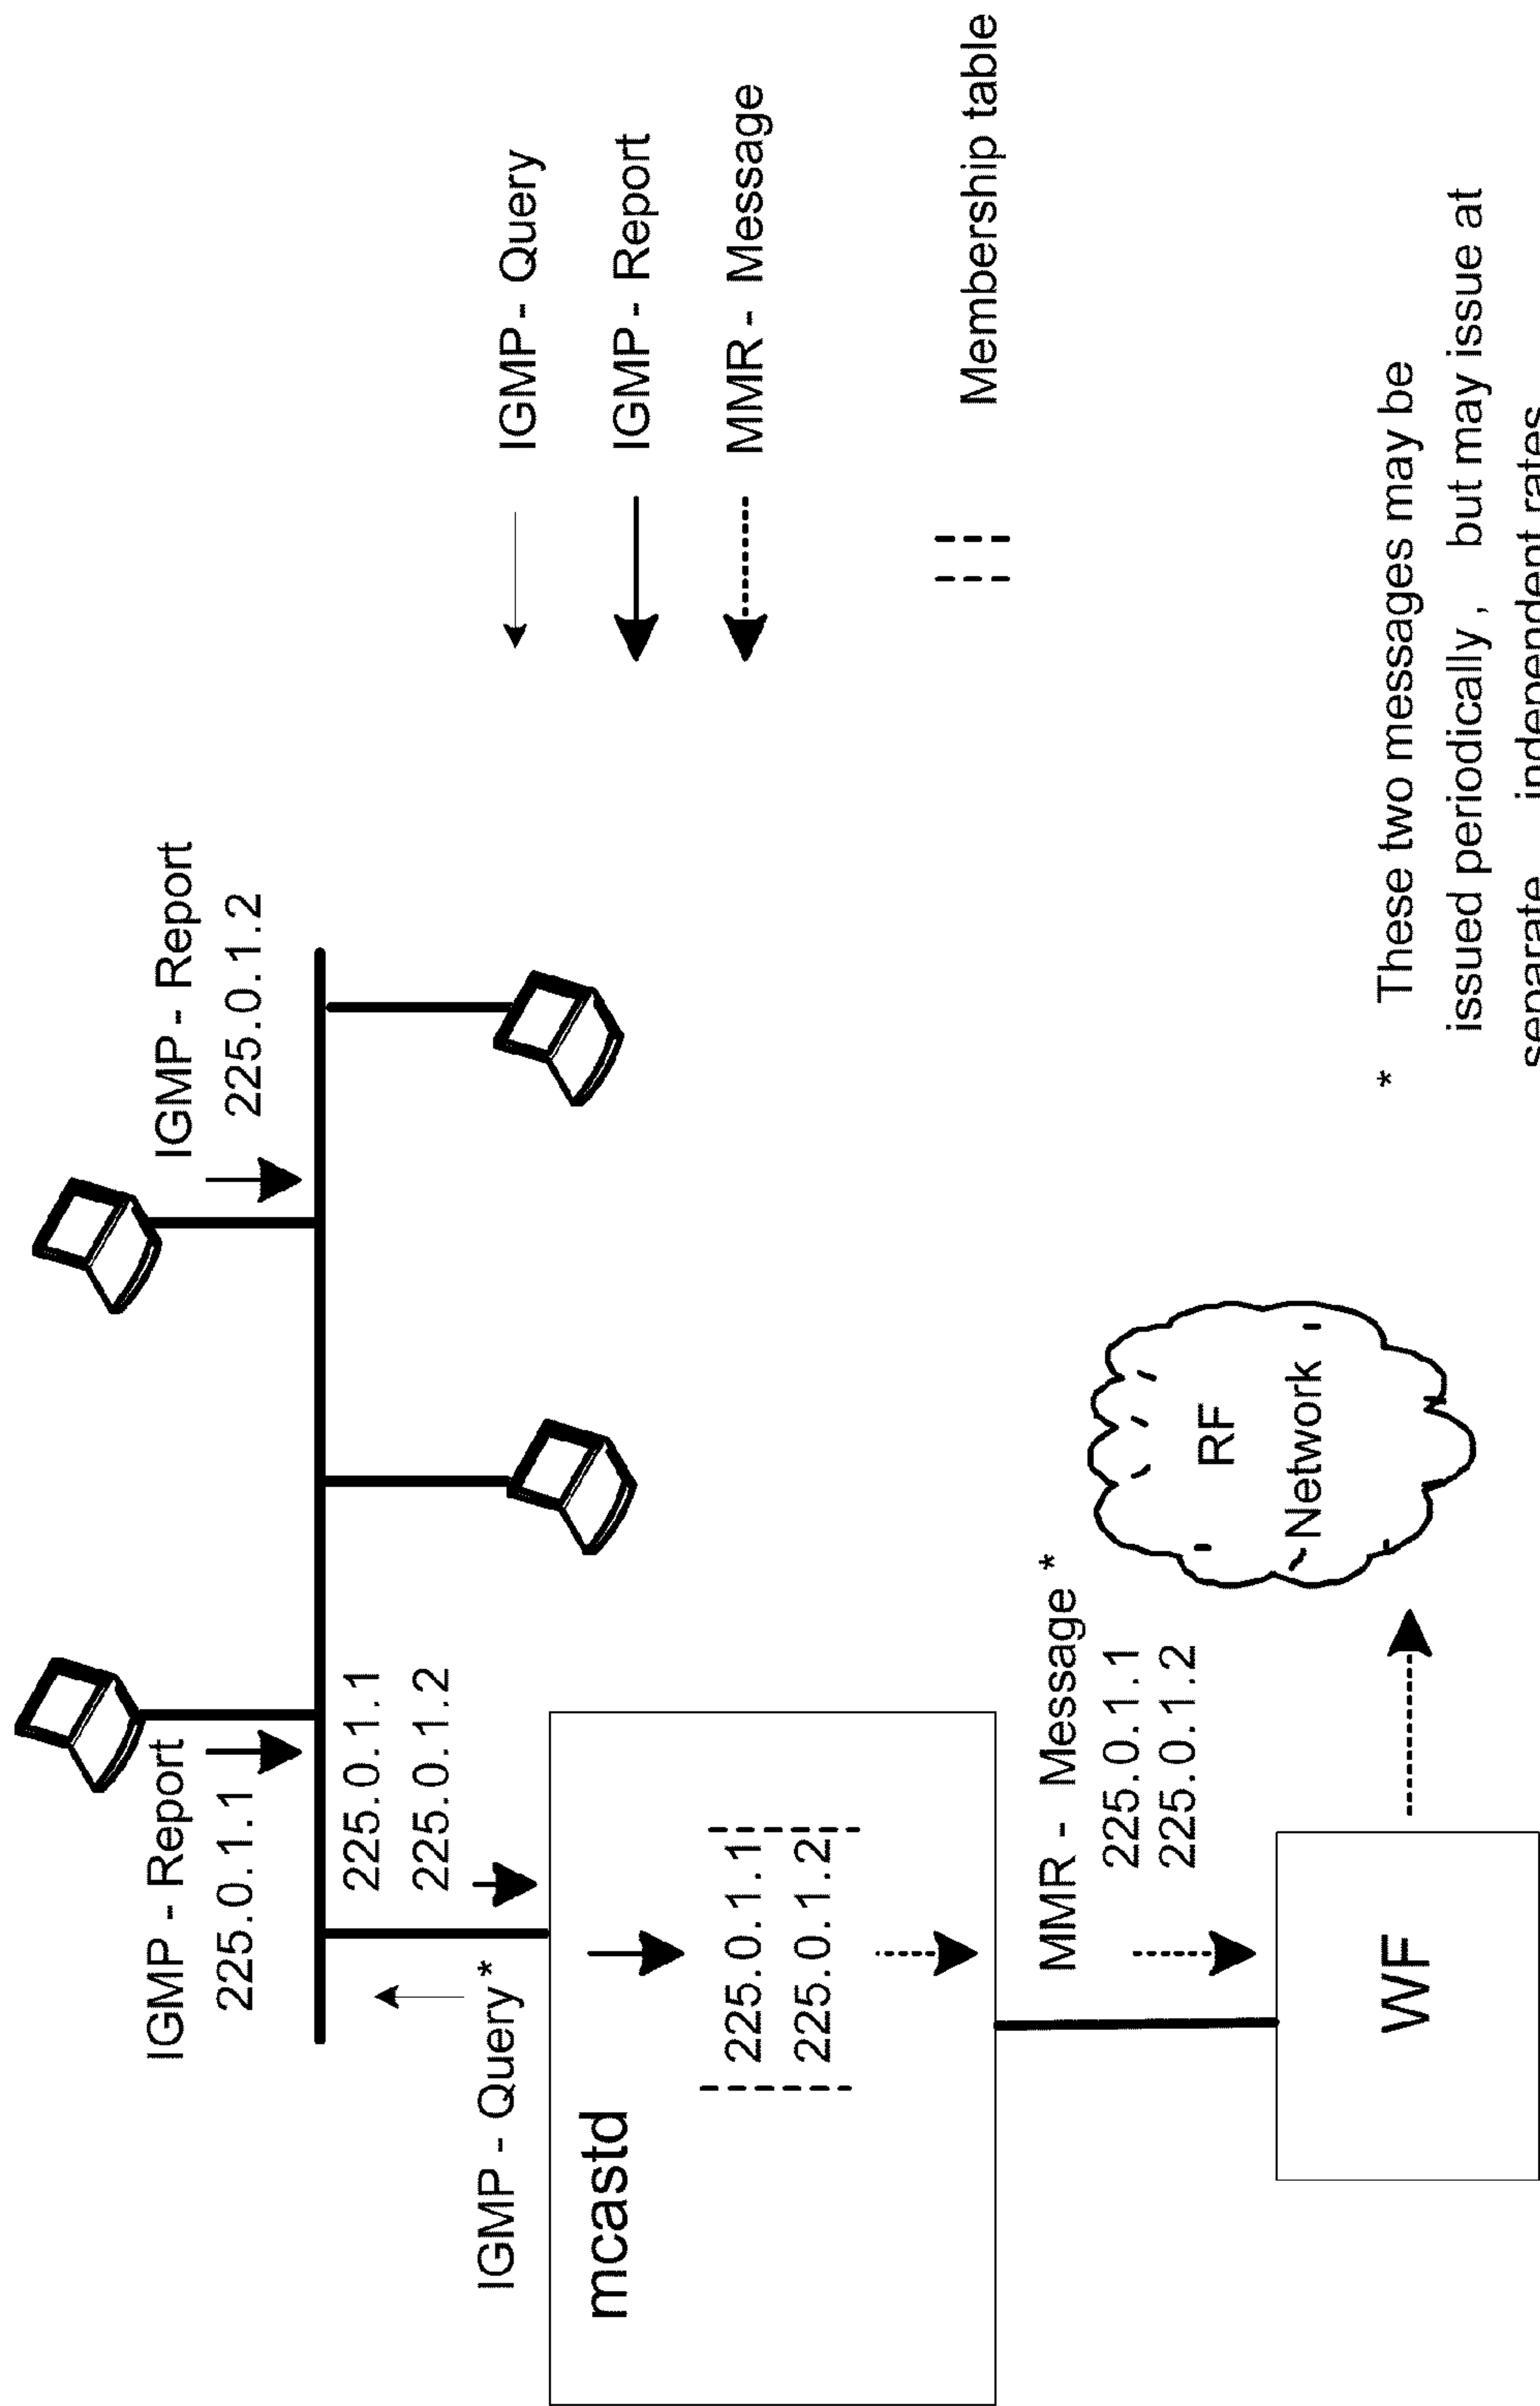 IGMP - Report
225.0.1.1
IGMP - Report
225.0.1.2
225.0.1.1
225.0.1.2
IGMP - Query*
mcastd
225.0.1.1
225.0.1.2
MMR - Message *
225.0.1.1
225.0.1.2
WF
RF
Network
IGMP - Query
IGMP - Report
MMR - Message
Membership table
* These two messages may be
issued periodically, but may issue at
separate independent rates